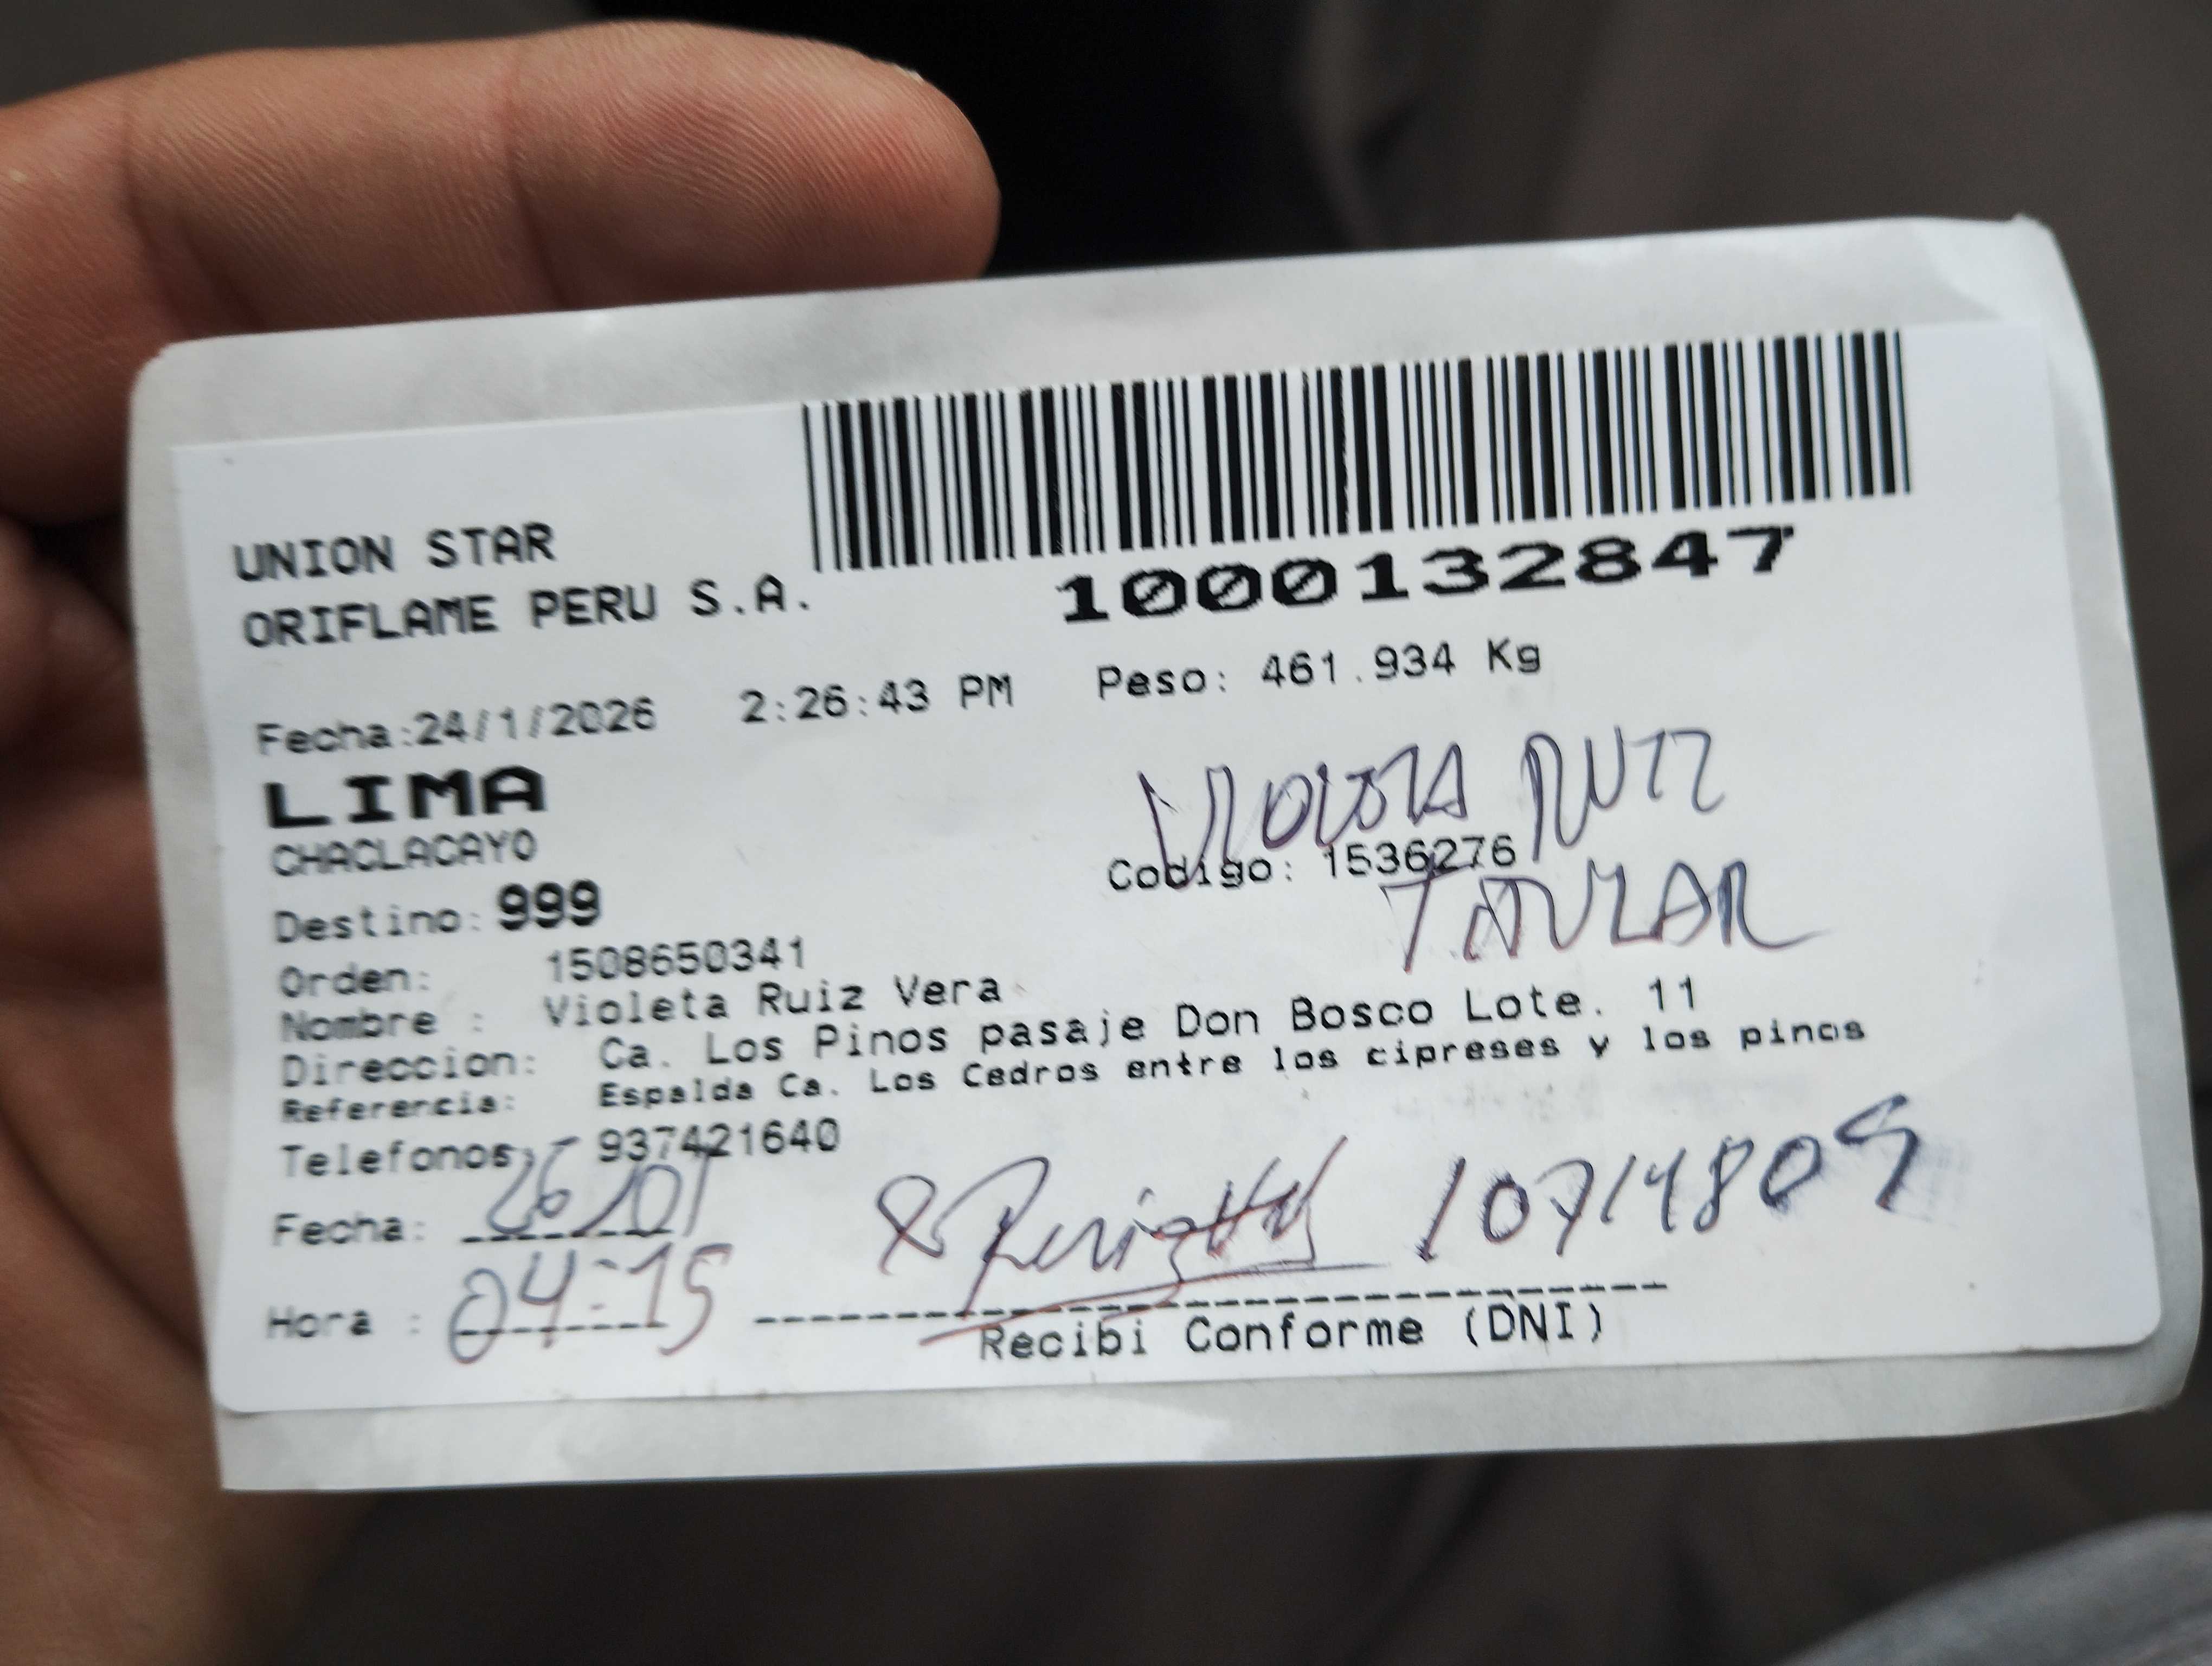 UNION STAR
ORIFLAME PERU S.A.
1000132847
Fecha:24/1/2026 2:26:43 PM Peso: 461.934 Kg
LIMA
CHACLACAYO
VIOLETA RUIZ
Codigo: 1536276
Destino: 999
Orden: 1508650341
Nombre : Violeta Ruiz Vera
Direccion: Ca. Los Pinos pasaje Don Bosco Lote. 11
Referencia: Espalda Ca. Los Cedros entre los cipreses y los pinos
Telefonos: 937421640
Fecha: 26/01
10714809
Hora : 04:15
Recibi Conforme (DNI)